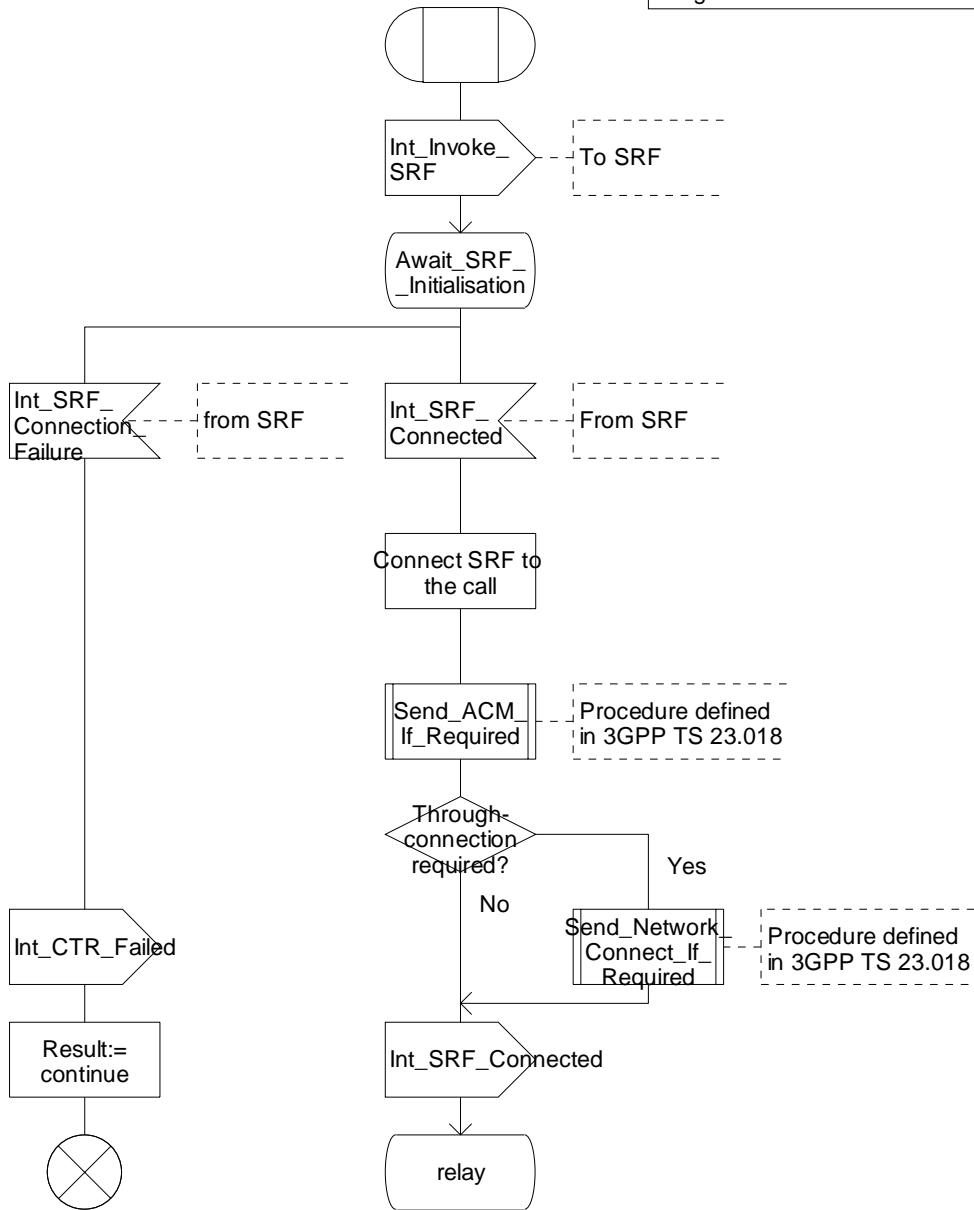 Int_Invoke_
SRF
To SRF
Await_SRF_
_Initialisation
Int_SRF_
Connection_
Failure
from SRF
Int_SRF_
Connected
From SRF
Connect SRF to
the call
Send_ACM_
If_Required
Procedure defined
in 3GPP TS 23.018
Through-
connection
required?
Yes
No
Int_CTR_Failed
Send_Network_
Connect_If_
Required
Procedure defined
in 3GPP TS 23.018
Result:=
continue
Int_SRF_Connected
relay